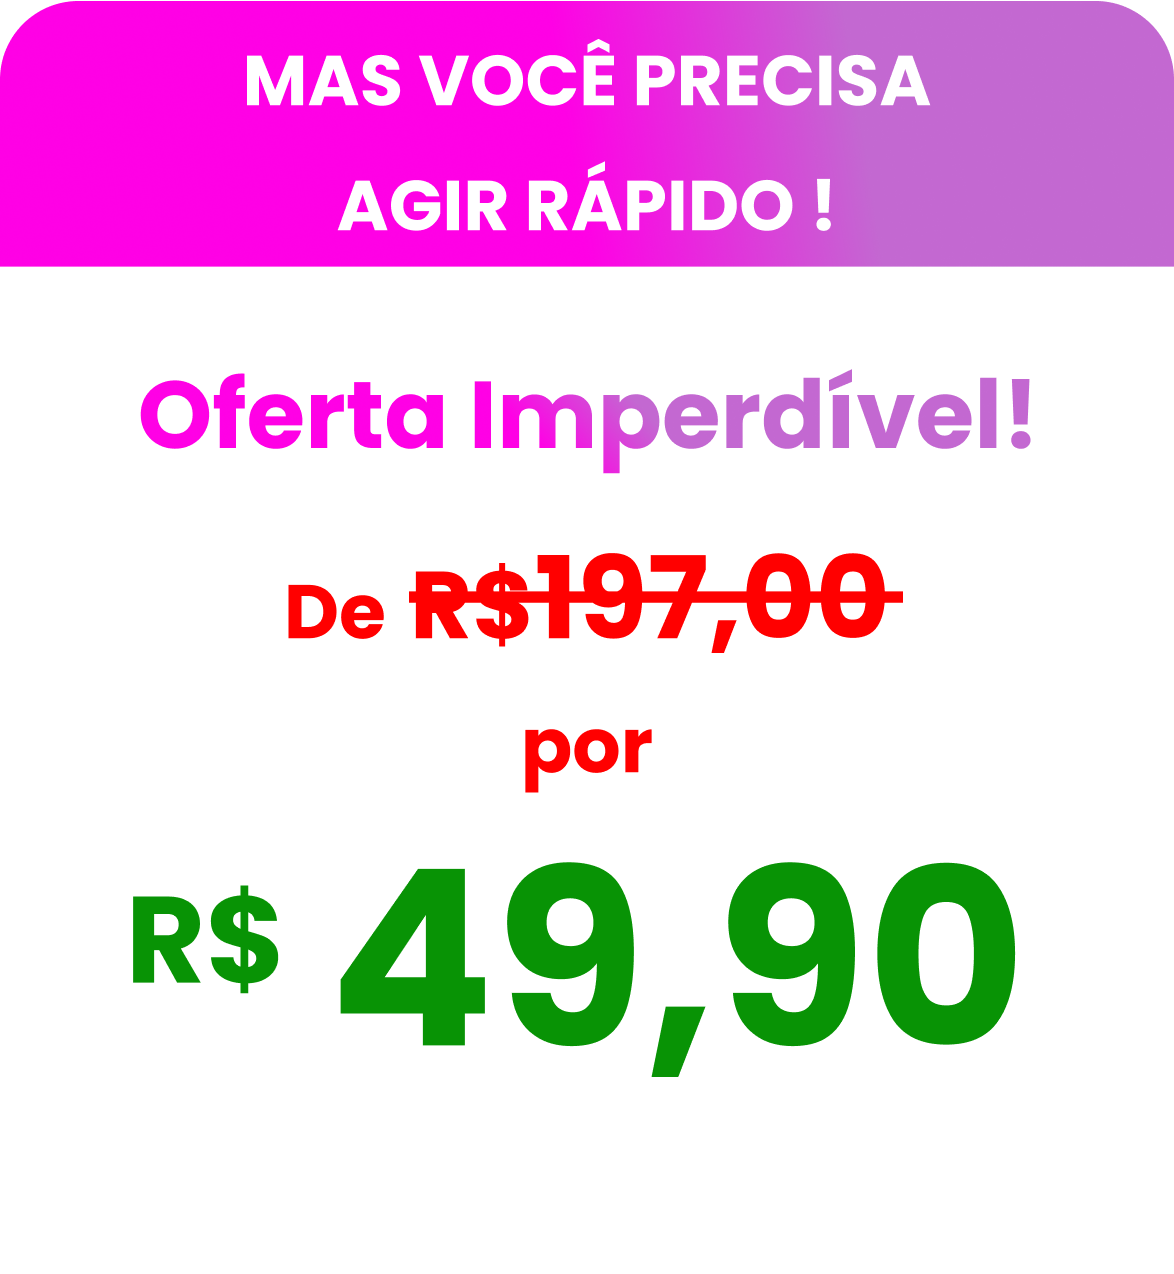 MAS VOCÊ PRECISA
AGIR RÁPIDO !
Oferta Imperdível!
De R$197,00
por
R$ 49,90